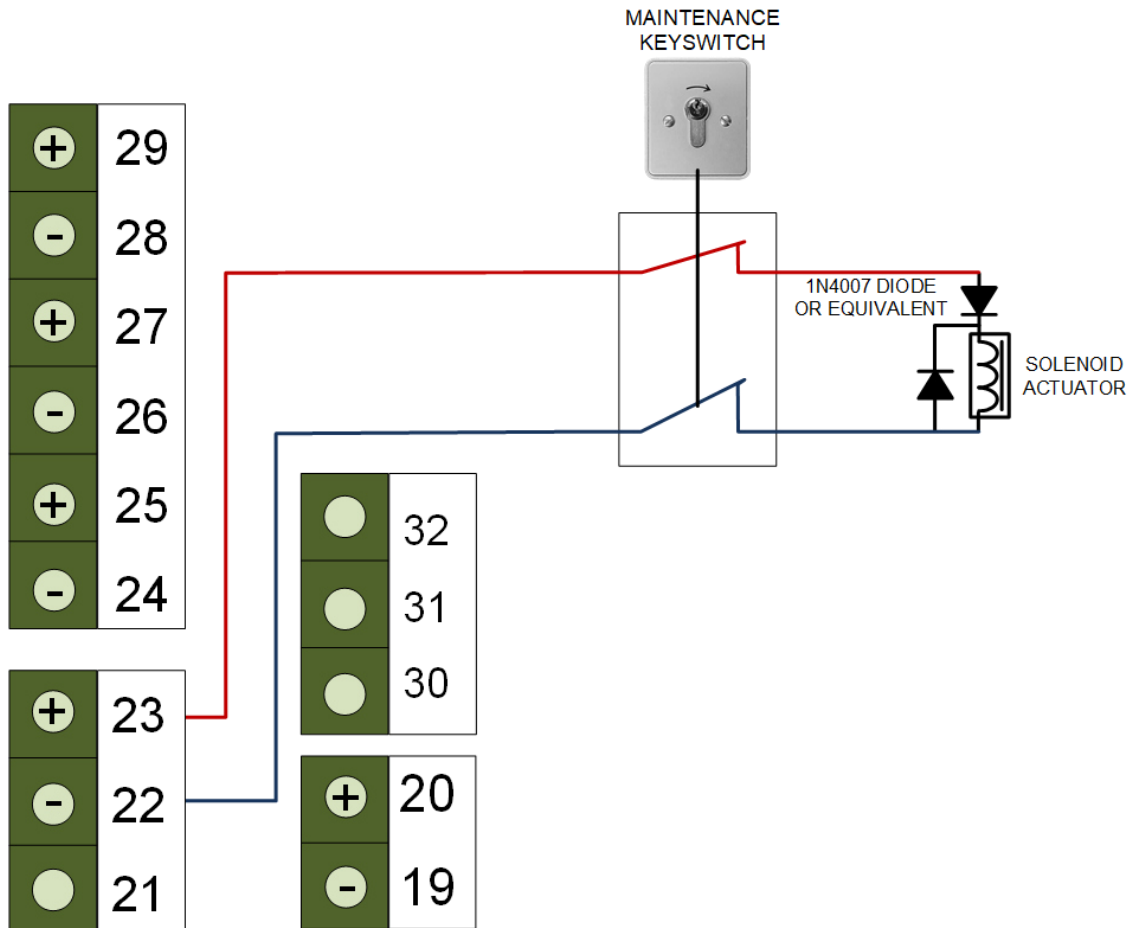 MAINTENANCE
KEYSWITCH
+ 29
- 28
+ 27
- 26
+ 25
- 24
+ 23
- 22
21
32
31
30
+ 20
- 19
1N4007 DIODE
OR EQUIVALENT
SOLENOID
ACTUATOR